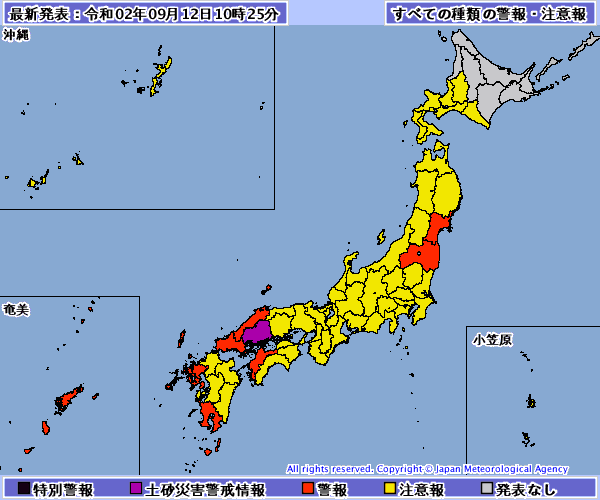 最新発表：令和02年09月12日10時25分
すべての種類の警報・注意報
沖縄
奄美
小笠原
All rights reserved. Copyright © Japan Meteorological Agency
特別警報 土砂災害警戒情報 警報 注意報 発表なし